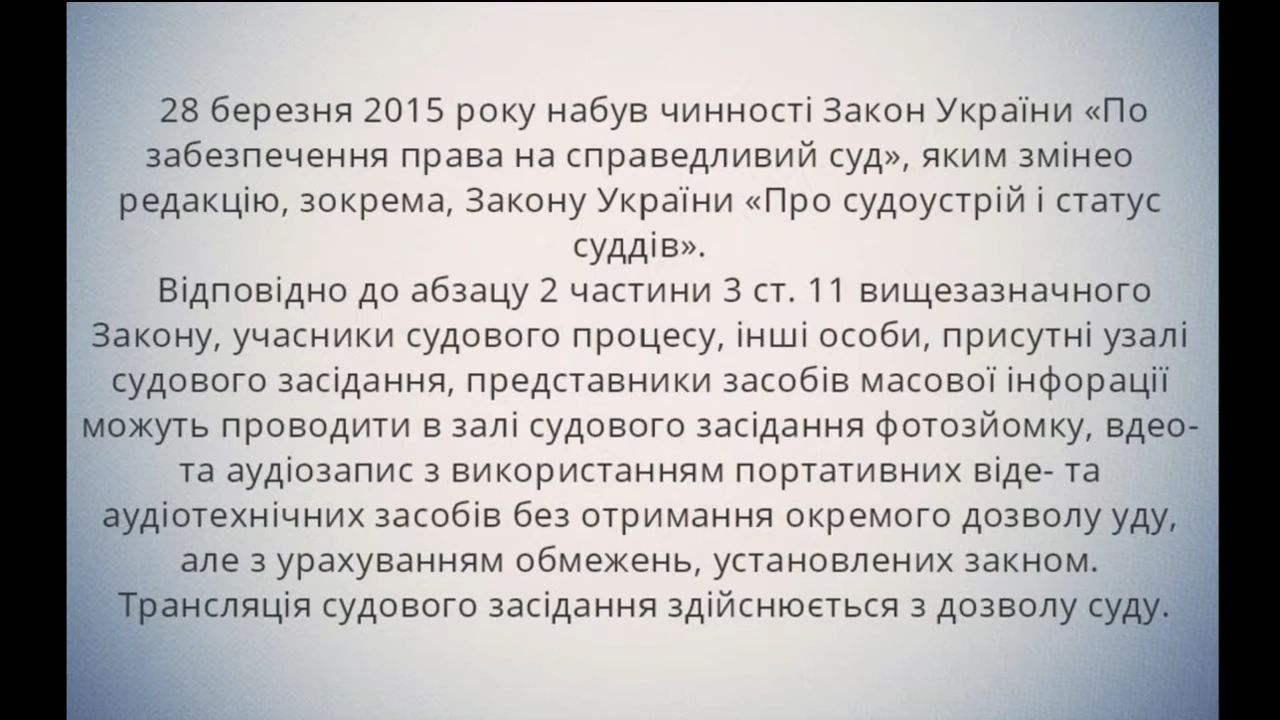 28 березня 2015 року набув чинності Закон України «По
забезпечення права на справедливий суд», яким змінео
редакцію, зокрема, Закону України «Про судоустрій і статус
суддів».
Відповідно до абзацу 2 частини 3 ст. 11 вищезазначного
Закону, учасники судового процесу, інші особи, присутні узалі
судового засідання, представники засобів масової інфорації
можуть проводити в залі судового засідання фотозйомку, вдео-
та аудіозапис з використанням портативних віде- та
аудіотехнічних засобів без отримання окремого дозволу уду,
але з урахуванням обмежень, установлених закном.
Трансляція судового засідання здійснюється з дозволу суду.